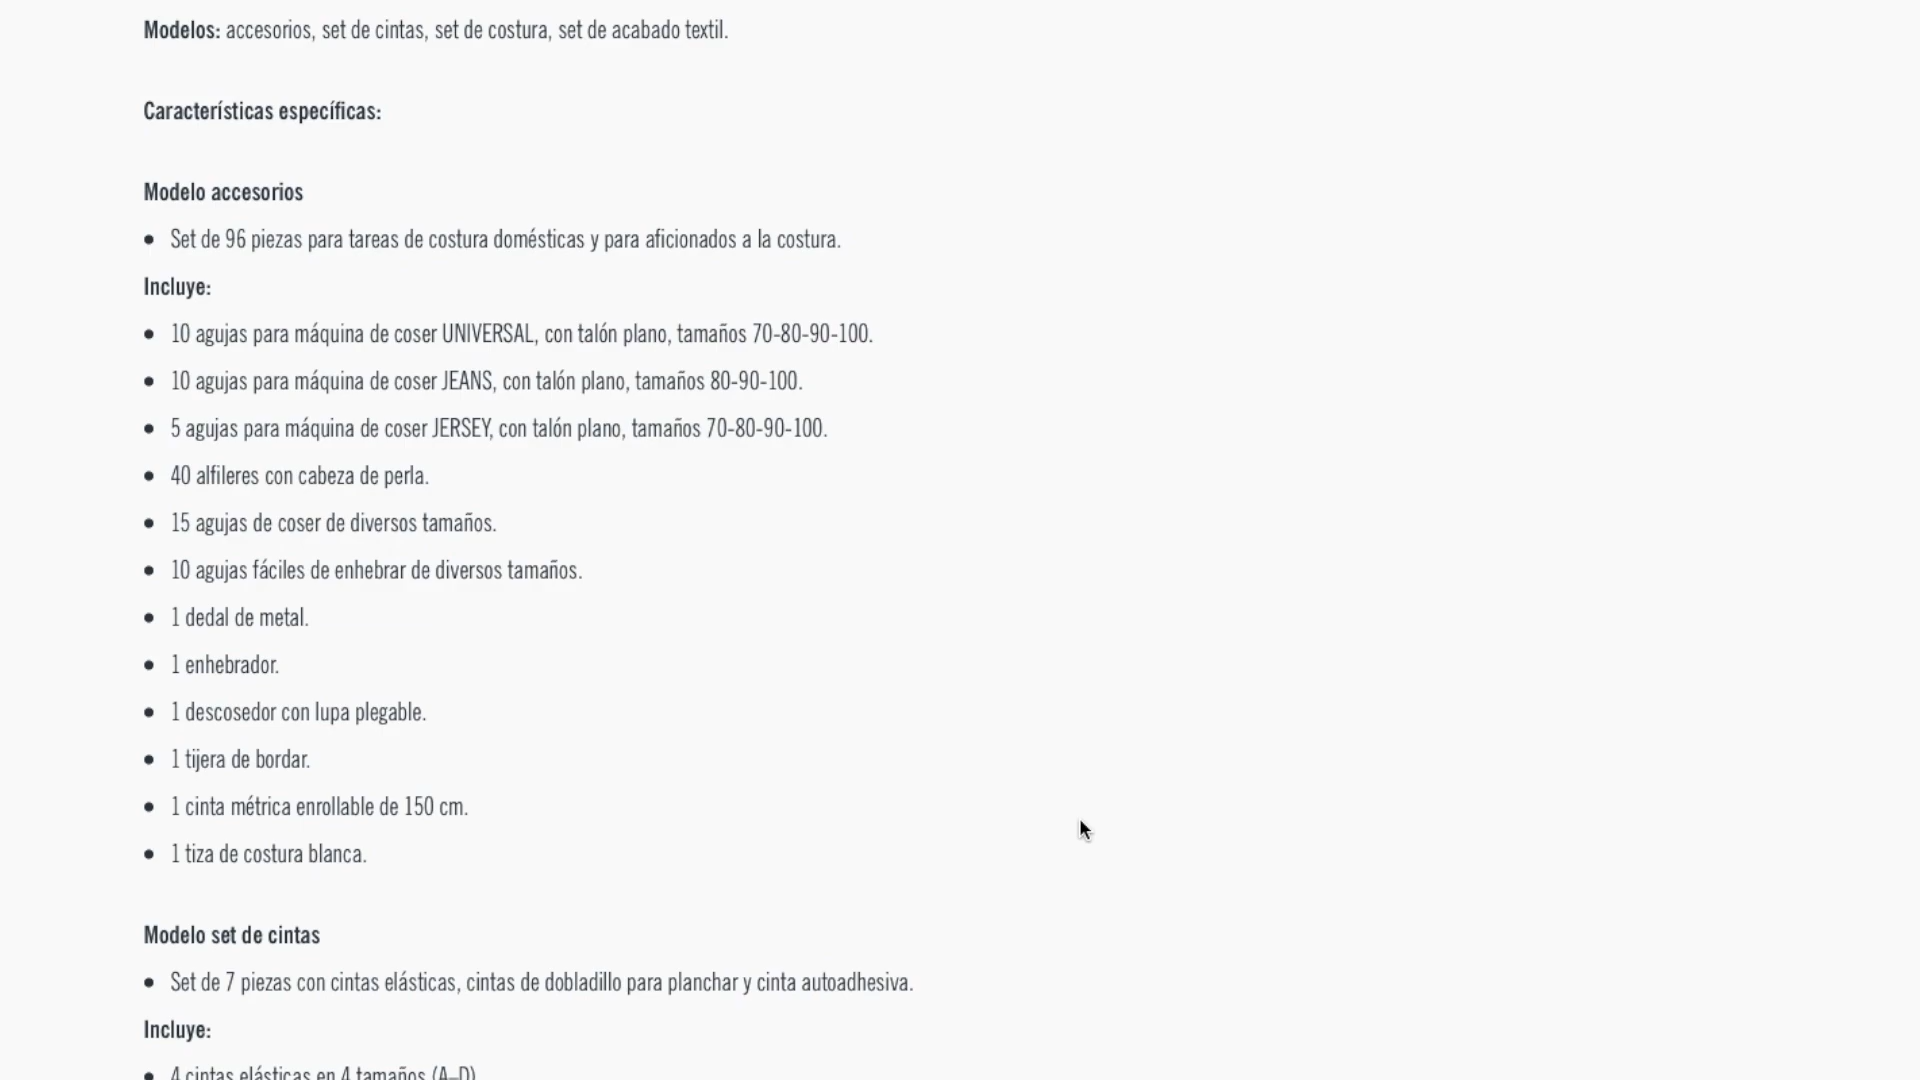 Modelos: accesorios, set de cintas, set de costura, set de acabado textil.
Características específicas:
Modelo accesorios
• Set de 96 piezas para tareas de costura domésticas y para aficionados a la costura.
Incluye:
• 10 agujas para máquina de coser UNIVERSAL, con talón plano, tamaños 70-80-90-100.
• 10 agujas para máquina de coser JEANS, con talón plano, tamaños 80-90-100.
• 5 agujas para máquina de coser JERSEY, con talón plano, tamaños 70-80-90-100.
• 40 alfileres con cabeza de perla.
• 15 agujas de coser de diversos tamaños.
• 10 agujas fáciles de enhebrar de diversos tamaños.
• 1 dedal de metal.
• 1 enhebrador.
• 1 descosedor con lupa plegable.
• 1 tijera de bordar.
• 1 cinta métrica enrollable de 150 cm.
• 1 tiza de costura blanca.
Modelo set de cintas
• Set de 7 piezas con cintas elásticas, cintas de dobladillo para planchar y cinta autoadhesiva.
Incluye:
• 4 cintas elásticas en 4 tamaños (A–D)